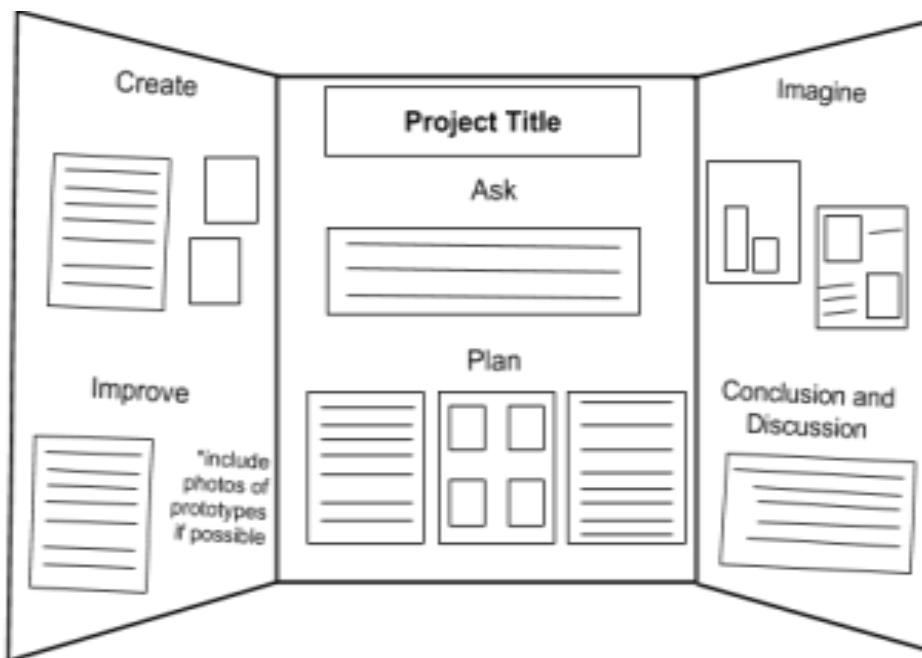 Create
Improve
*include
photos of
prototypes
if possible
Project Title
Ask
Plan
Imagine
Conclusion and
Discussion